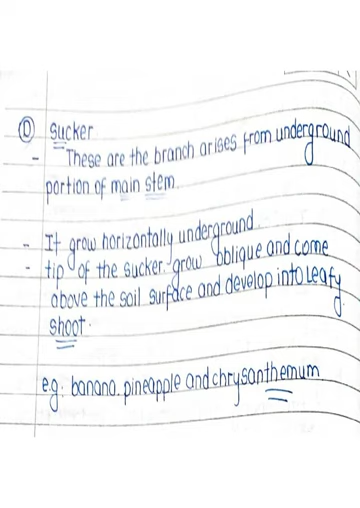 (D) Sucker
- These are the branch arises from underground
portion of main stem.
- It grow horizontally underground.
- tip of the sucker grow oblique and come
above the soil surface and develop into Leafy
shoot.
eg: banana, pineapple and chrysanthemum